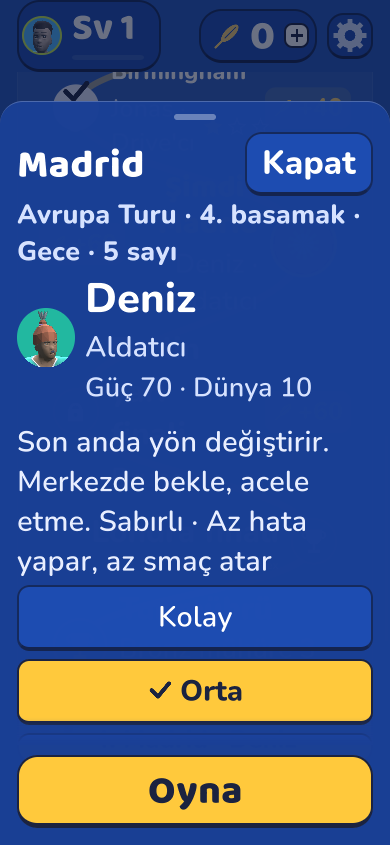 Sv 1
0
Birmingham
Madrid
Kapat
Avrupa Turu · 4. basamak ·
Gece · 5 sayı
Deniz
Aldatıcı
Güç 70 · Dünya 10
Son anda yön değiştirir.
Merkezde bekle, acele
etme. Sabırlı · Az hata
yapar, az smaç atar
Kolay
✓ Orta
Oyna